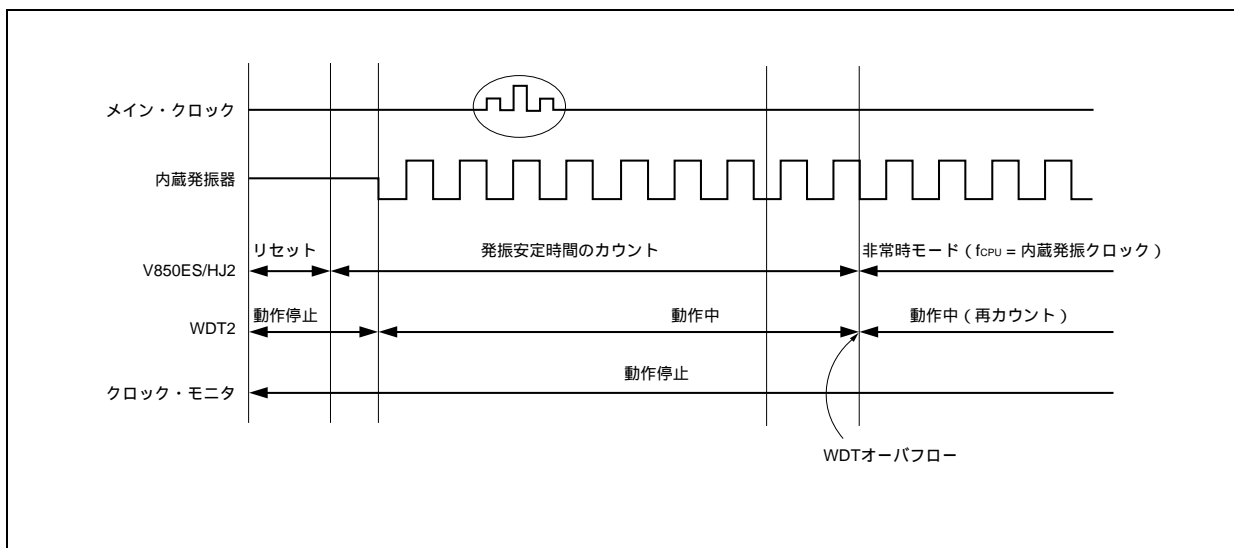 メイン・クロック
内蔵発振器
リセット
発振安定時間のカウント
非常時モード（fCPU = 内蔵発振クロック）
V850ES/HJ2
動作停止
動作中
動作中（再カウント）
WDT2
動作停止
クロック・モニタ
WDTオーバフロー